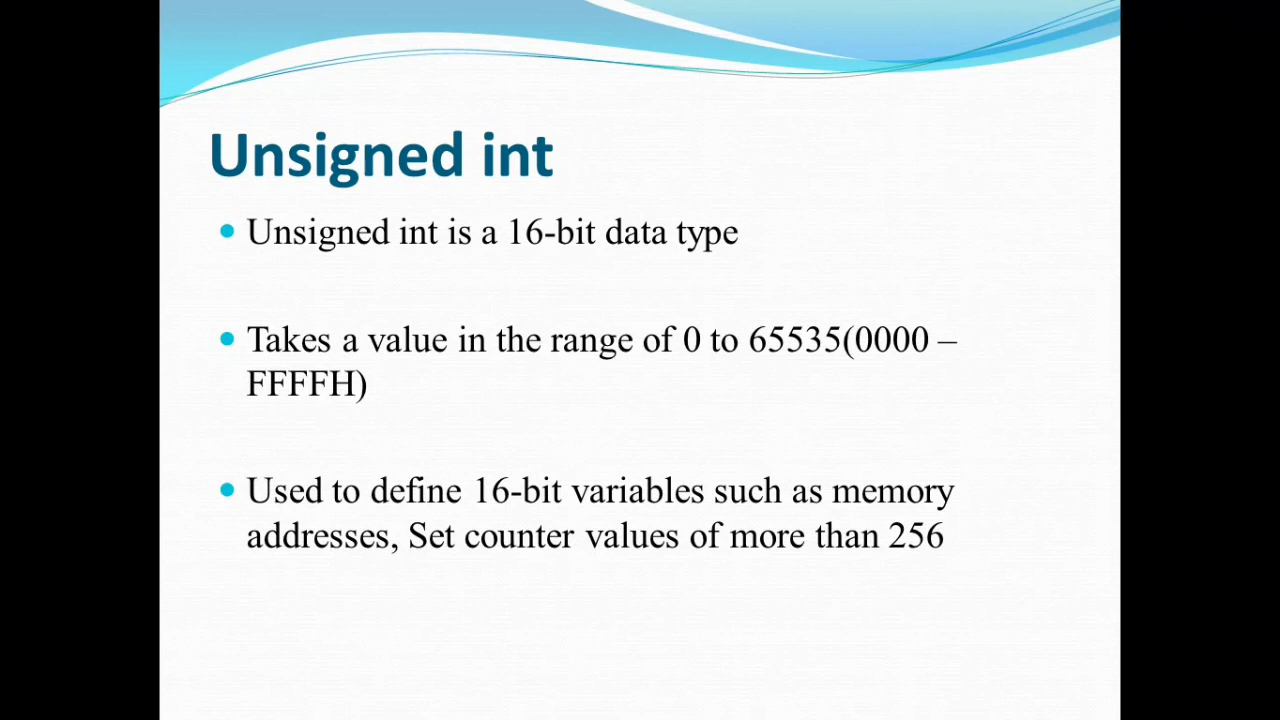 Unsigned int
Unsigned int is a 16-bit data type
Takes a value in the range of 0 to 65535(0000 –
FFFFH)
Used to define 16-bit variables such as memory
addresses, Set counter values of more than 256